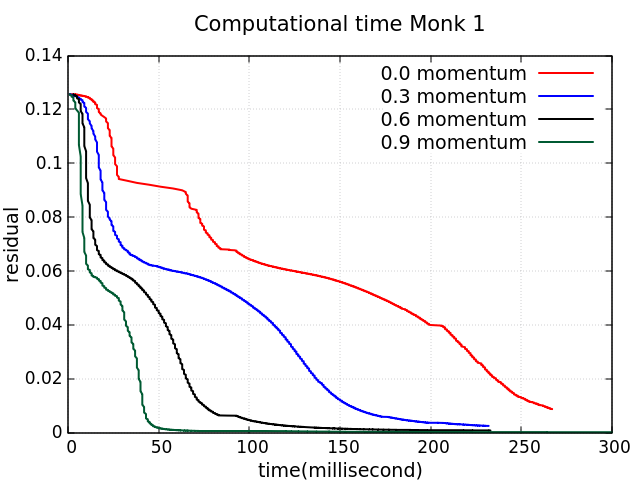 Computational time Monk 1
0.14
0.12
0.1
0.08
0.06
0.04
0.02
0
residual
0.0 momentum
0.3 momentum
0.6 momentum
0.9 momentum
0 50 100 150 200 250 300
time(millisecond)